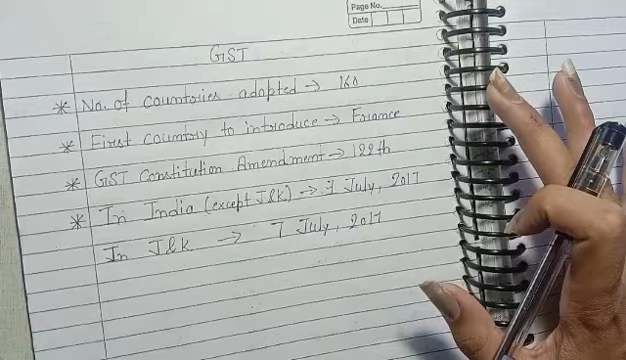 Page No.
Date
GST
* No. of countries adopted → 160
* First country to introduce → France
* GST Constitution Amendment → 122th
* In India (except J&K) → 1 July, 2017
In J&K → 7 July, 2017